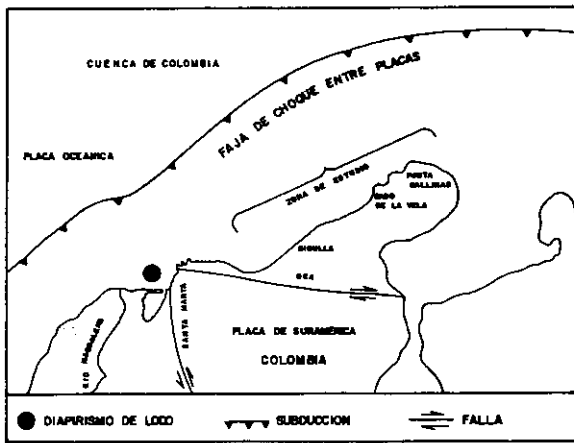 CUENCA DE COLOMBIA
FAJA DE CHOQUE ENTRE PLACAS
PLACA OCEANICA
ZONA DE ESTUDIO
PUNTA
GALLINAS
CABO
DE LA VELA
DIBULLA
OCA
SANTA MARTA
RIO MAGDALENA
PLACA DE SURAMÉRICA
COLOMBIA
DIAPIRISMO DE LODO
SUBDUCCION
FALLA